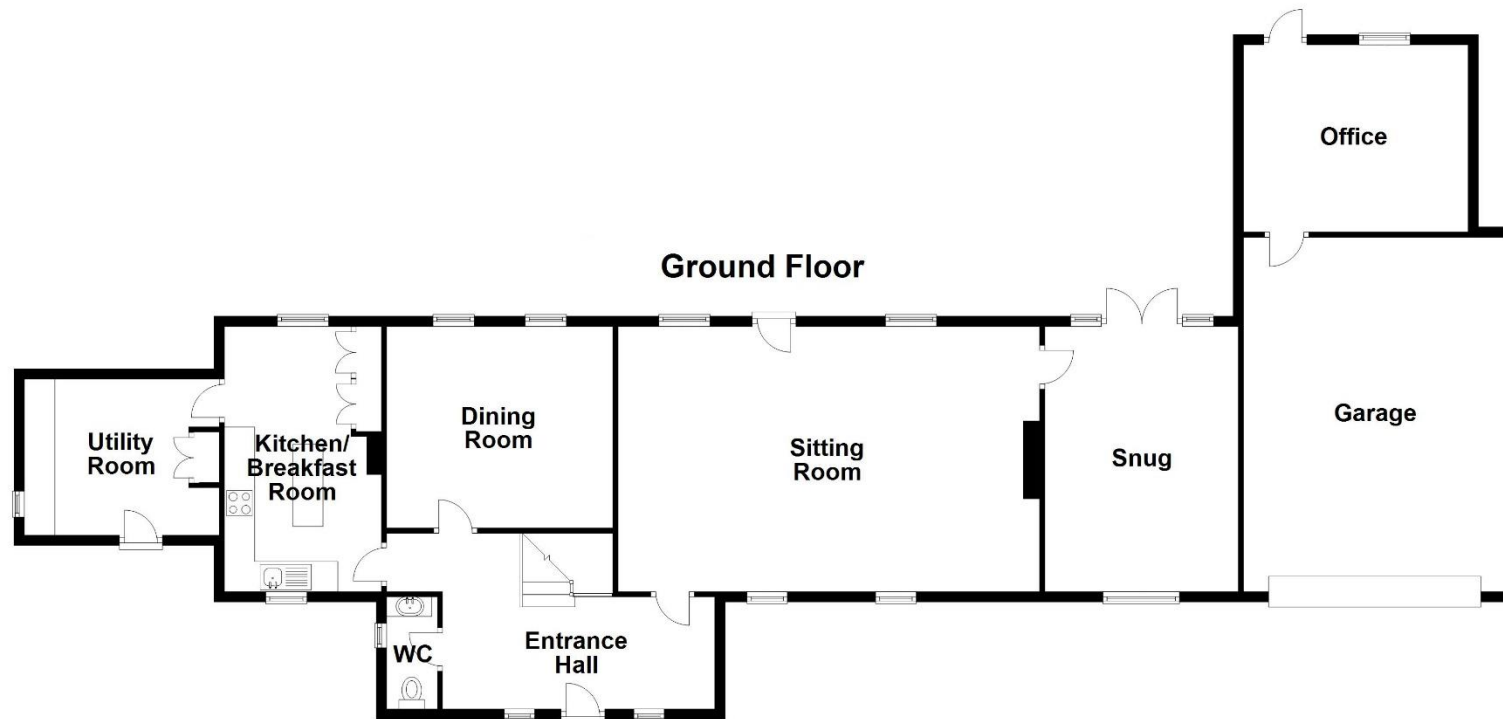 Office
Ground Floor
Garage
Dining
Room
Utility
Room
Kitchen/
Breakfast
Room
Sitting
Room
Snug
Entrance
Hall
WC